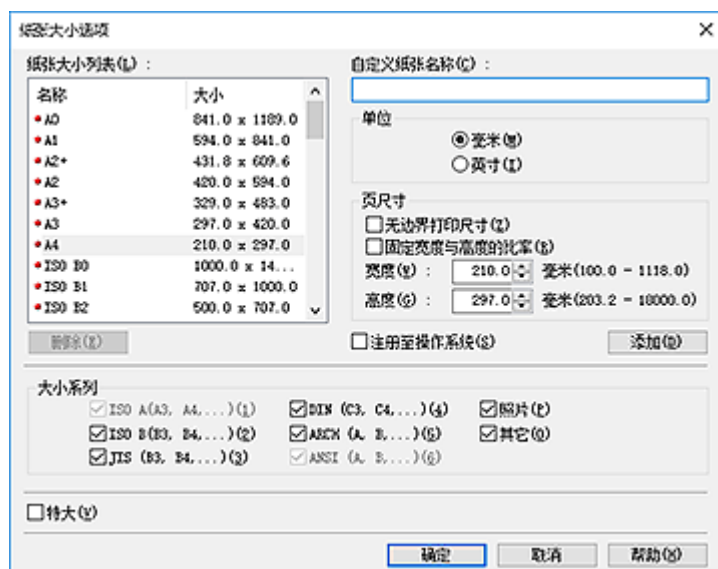 纸张大小选项
纸张大小列表(L)：
名称 大小
A0 841.0 x 1189.0
A1 594.0 x 841.0
A2+ 431.8 x 609.6
A2 420.0 x 594.0
A3+ 329.0 x 483.0
A3 297.0 x 420.0
A4 210.0 x 297.0
ISO B0 1000.0 x 14...
ISO B1 707.0 x 1000.0
ISO B2 500.0 x 707.0
删除(E)
自定义纸张名称(C)：
单位
毫米(M)
英寸(I)
页尺寸
无边界打印尺寸(Z)
固定宽度与高度的比率(B)
宽度(W)： 210.0 毫米(100.0 - 1118.0)
高度(G)： 297.0 毫米(203.2 - 18000.0)
注册至操作系统(S)
添加(D)
大小系列
ISO A(A3, A4,...)(1)
ISO B(B3, B4,...)(2)
JIS (B3, B4,...)(3)
DIN (C3, C4,...)(4)
ARCH (A, B,...)(5)
ANSI (A, B,...)(6)
照片(P)
其它(O)
特大(V)
确定
取消
帮助(H)